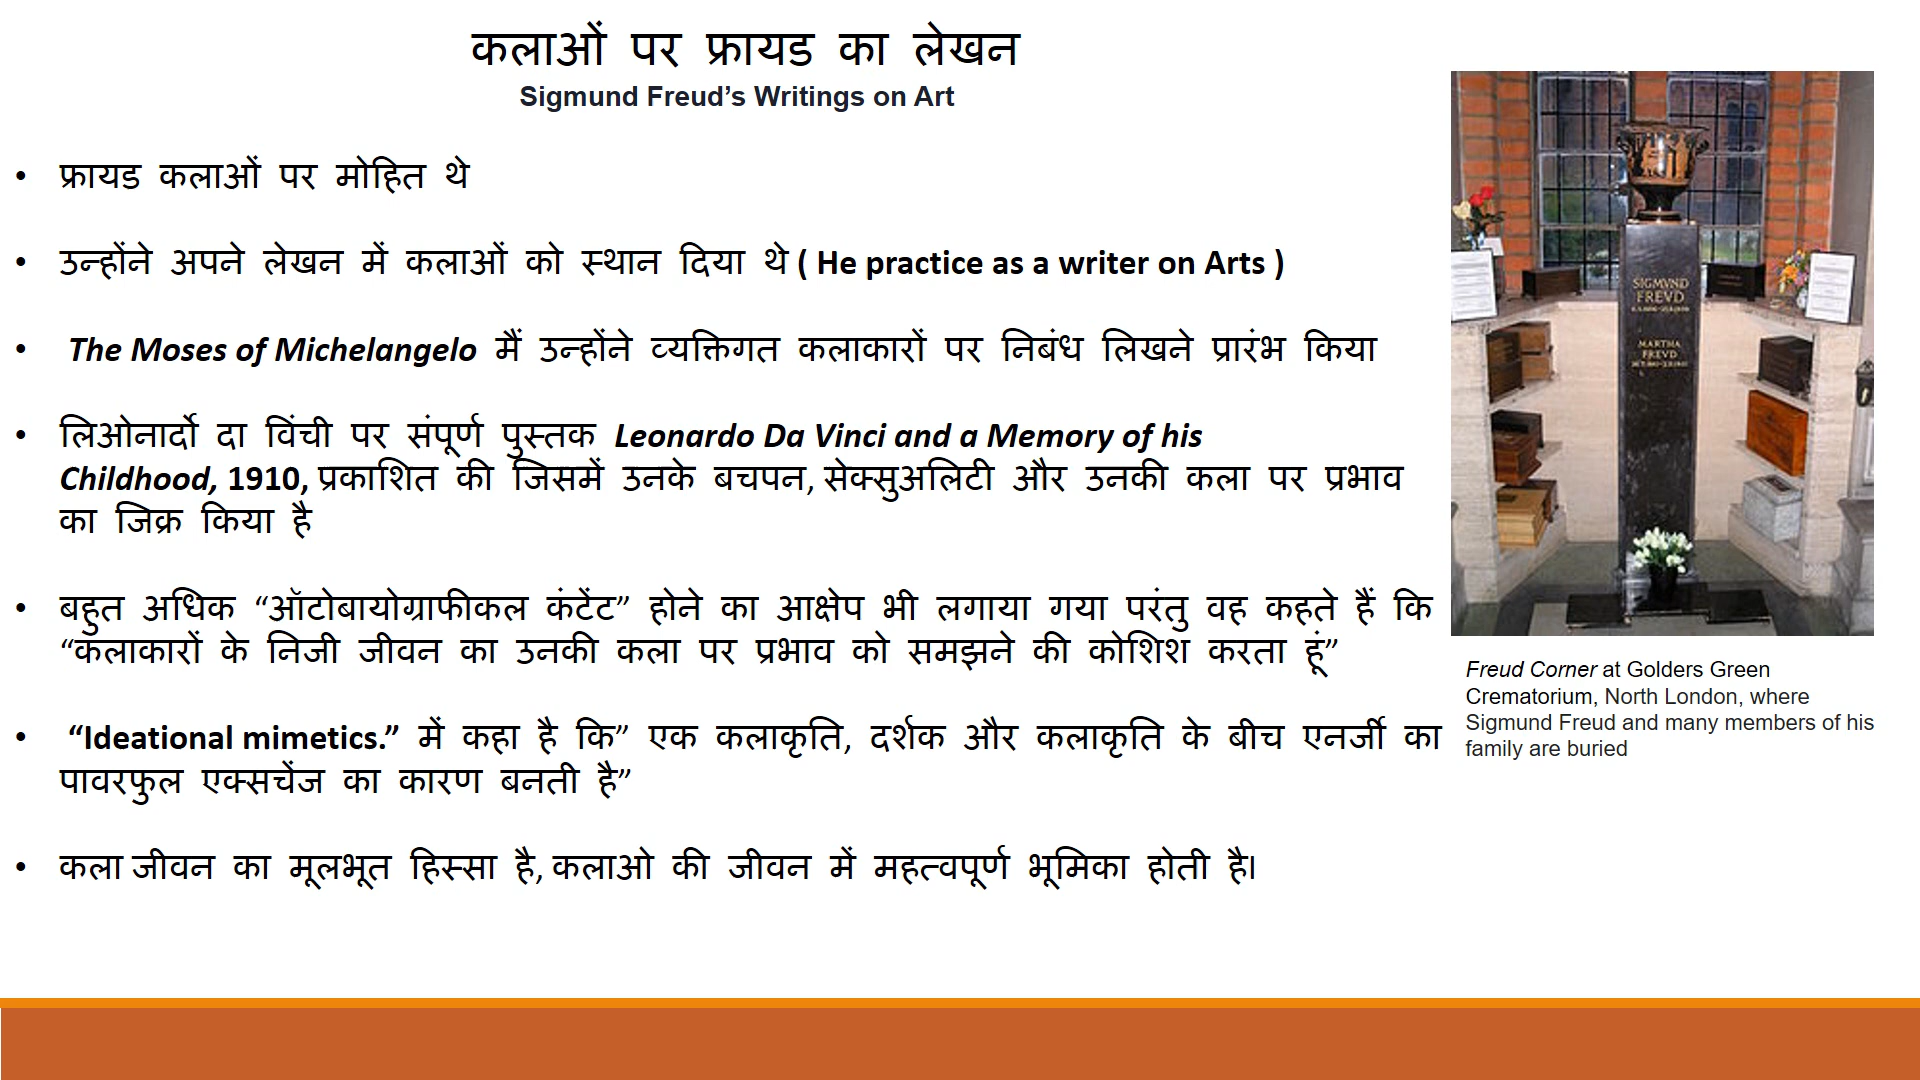 कलाओं पर फ्रायड का लेखन
Sigmund Freud’s Writings on Art
• फ्रायड कलाओं पर मोहित थे
• उन्होंने अपने लेखन में कलाओं को स्थान दिया थे ( He practice as a writer on Arts )
• The Moses of Michelangelo मैं उन्होंने व्यक्तिगत कलाकारों पर निबंध लिखने प्रारंभ किया
• लिओनार्दो दा विंची पर संपूर्ण पुस्तक Leonardo Da Vinci and a Memory of his
Childhood, 1910, प्रकाशित की जिसमें उनके बचपन, सेक्सुअलिटी और उनकी कला पर प्रभाव
का जिक्र किया है
• बहुत अधिक “ऑटोबायोग्राफीकल कंटेंट” होने का आक्षेप भी लगाया गया परंतु वह कहते हैं कि
“कलाकारों के निजी जीवन का उनकी कला पर प्रभाव को समझने की कोशिश करता हूं”
• “Ideational mimetics.” में कहा है कि” एक कलाकृति, दर्शक और कलाकृति के बीच एनर्जी का
पावरफुल एक्सचेंज का कारण बनती है”
• कला जीवन का मूलभूत हिस्सा है, कलाओ की जीवन में महत्वपूर्ण भूमिका होती है।
SIGMVND
FREVD
MARTHA
FREVD
Freud Corner at Golders Green
Crematorium, North London, where
Sigmund Freud and many members of his
family are buried